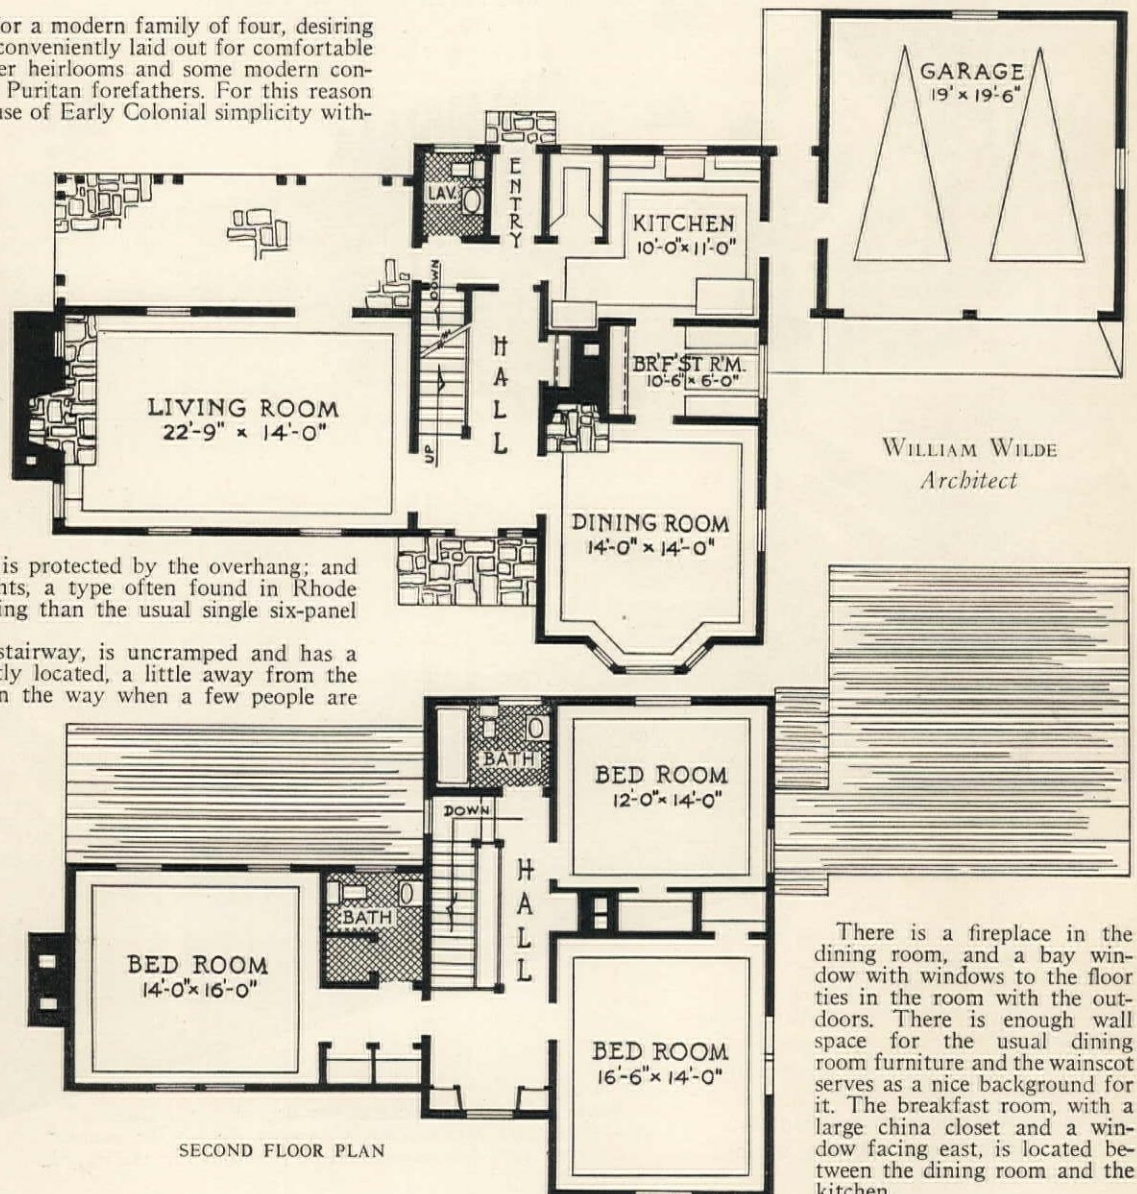 or a modern family of four, desiring
conveniently laid out for comfortable
er heirlooms and some modern con-
Puritan forefathers. For this reason
use of Early Colonial simplicity with-
GARAGE
19' x 19'-6"
LAV.
ENTRY
KITCHEN
10'-0" x 11'-0"
DOWN
HALL
BR'F'ST R'M.
10'-6" x 6'-0"
LIVING ROOM
22'-9" x 14'-0"
UP
WILLIAM WILDE
Architect
DINING ROOM
14'-0" x 14'-0"
is protected by the overhang; and
nts, a type often found in Rhode
ing than the usual single six-panel
stairway, is uncramped and has a
tly located, a little away from the
n the way when a few people are
BATH
BED ROOM
12'-0" x 14'-0"
DOWN
HALL
BATH
BED ROOM
14'-0" x 16'-0"
BED ROOM
16'-6" x 14'-0"
SECOND FLOOR PLAN
There is a fireplace in the
dining room, and a bay win-
dow with windows to the floor
ties in the room with the out-
doors. There is enough wall
space for the usual dining
room furniture and the wainscot
serves as a nice background for
it. The breakfast room, with a
large china closet and a win-
dow facing east, is located be-
tween the dining room and the
kitchen.